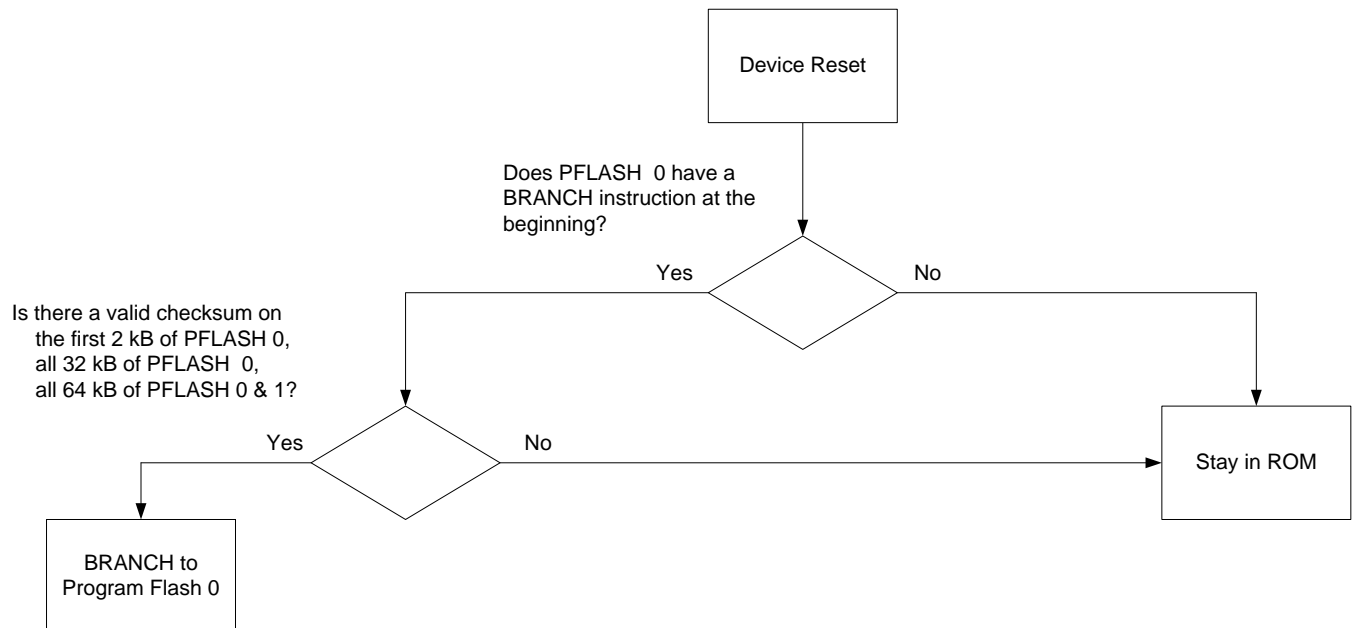 Device Reset
Does PFLASH 0 have a
BRANCH instruction at the
beginning?
Yes
No
Is there a valid checksum on
the first 2 kB of PFLASH 0,
all 32 kB of PFLASH 0,
all 64 kB of PFLASH 0 & 1?
Yes
No
Stay in ROM
BRANCH to
Program Flash 0